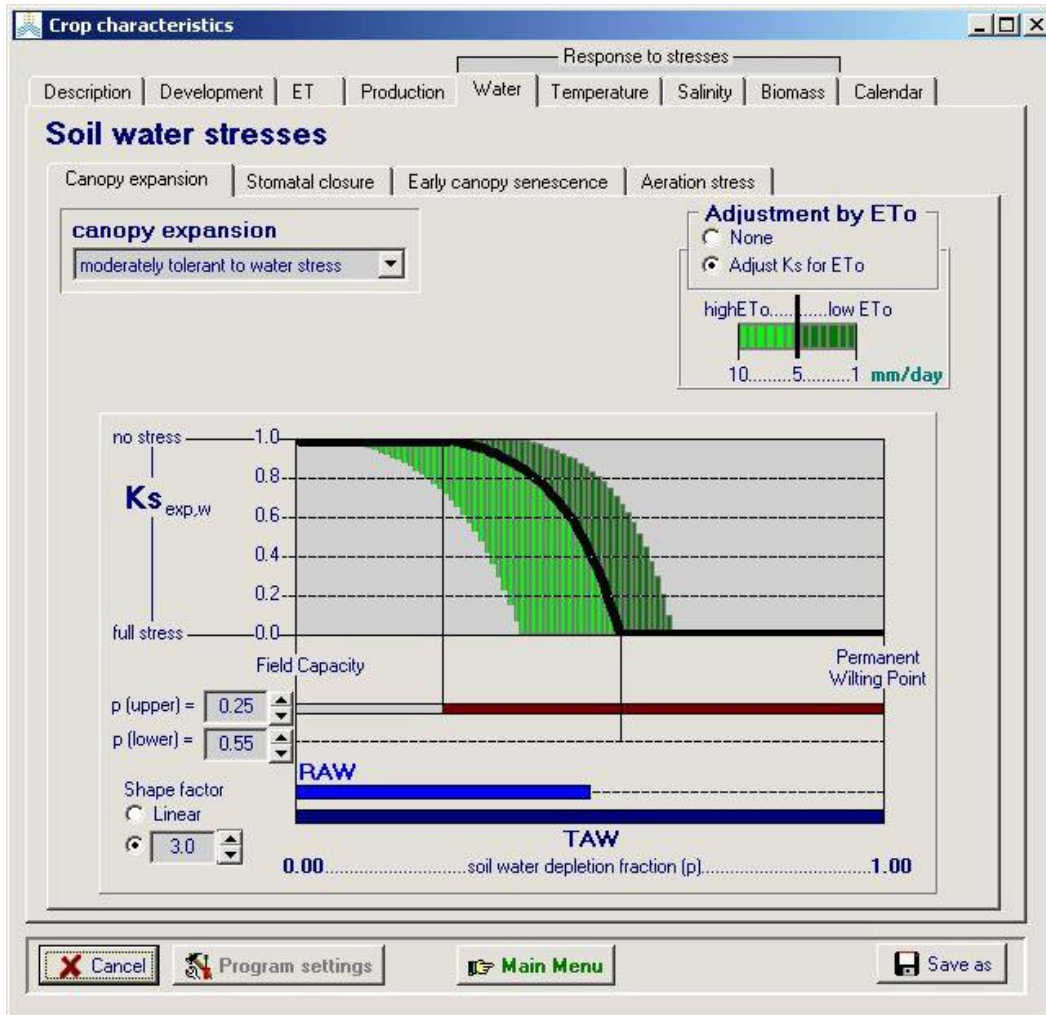 Crop characteristics
Response to stresses
Description Development ET Production Water Temperature Salinity Biomass Calendar
Soil water stresses
Canopy expansion Stomatal closure Early canopy senescence Aeration stress
canopy expansion
moderately tolerant to water stress
Adjustment by ETo
None
Adjust Ks for ETo
highETo...........low ETo
10.........5..........1 mm/day
no stress 1.0
0.8
Ks exp,w
0.6
0.4
0.2
full stress 0.0
Field Capacity
Permanent
Wilting Point
p (upper) = 0.25
p (lower) = 0.55
RAW
Shape factor
Linear
3.0
TAW
0.00...........................soil water depletion fraction (p)................................1.00
Cancel Program settings Main Menu Save as